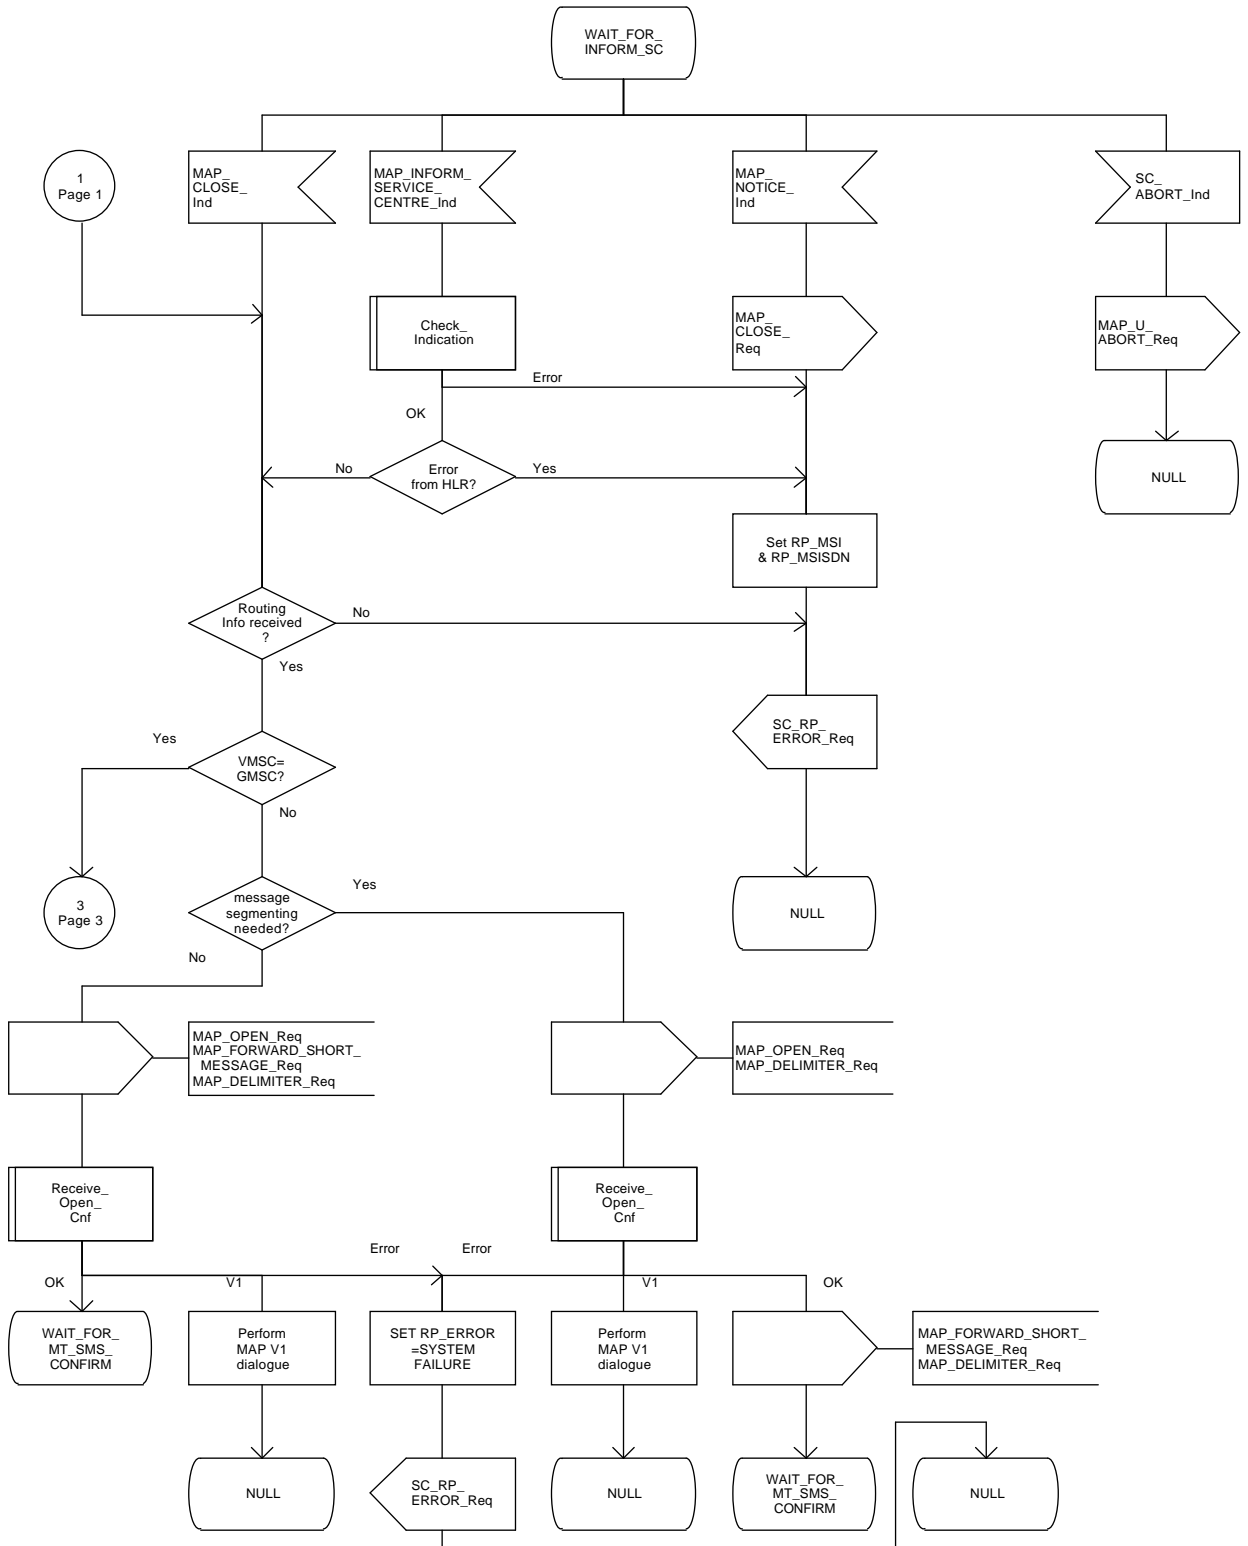 WAIT_FOR_
INFORM_SC
1
Page 1
MAP_
CLOSE_
Ind
MAP_INFORM_
SERVICE_
CENTRE_Ind
MAP_
NOTICE_
Ind
SC_
ABORT_Ind
Check_
Indication
MAP_
CLOSE_
Req
MAP_U_
ABORT_Req
Error
OK
No
Error
from HLR?
Yes
NULL
Set RP_MSI
& RP_MSISDN
Routing
Info received
?
No
Yes
SC_RP_
ERROR_Req
Yes
VMSC=
GMSC?
No
3
Page 3
message
segmenting
needed?
Yes
NULL
No
MAP_OPEN_Req
MAP_FORWARD_SHORT_
MESSAGE_Req
MAP_DELIMITER_Req
MAP_OPEN_Req
MAP_DELIMITER_Req
Receive_
Open_
Cnf
Receive_
Open_
Cnf
Error
Error
OK
V1
V1
OK
WAIT_FOR_
MT_SMS_
CONFIRM
Perform
MAP V1
dialogue
SET RP_ERROR
=SYSTEM
FAILURE
Perform
MAP V1
dialogue
MAP_FORWARD_SHORT_
MESSAGE_Req
MAP_DELIMITER_Req
NULL
SC_RP_
ERROR_Req
NULL
WAIT_FOR_
MT_SMS_
CONFIRM
NULL